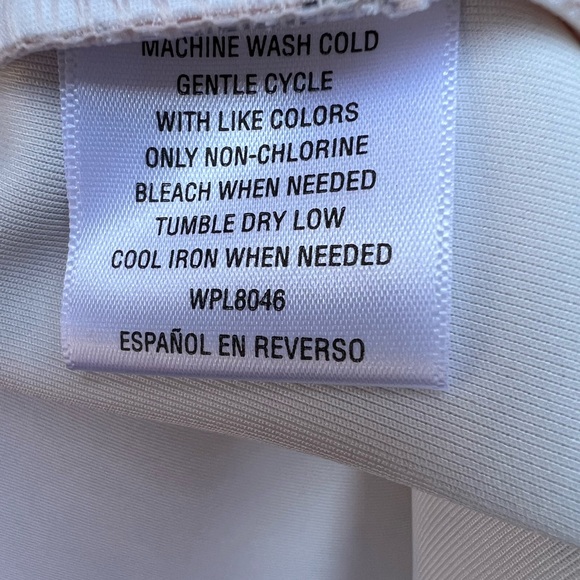 MACHINE WASH COLD
GENTLE CYCLE
WITH LIKE COLORS
ONLY NON-CHLORINE
BLEACH WHEN NEEDED
TUMBLE DRY LOW
COOL IRON WHEN NEEDED
WPL8046
ESPAÑOL EN REVERSO